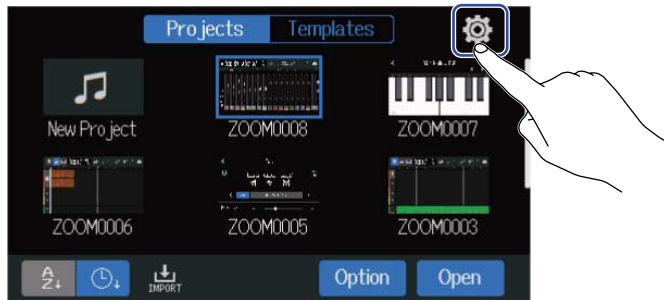 Projects Templates
New Project ZOOM0008 ZOOM0007
ZOOM0006 ZOOM0005 ZOOM0003
A Z IMPORT Option Open